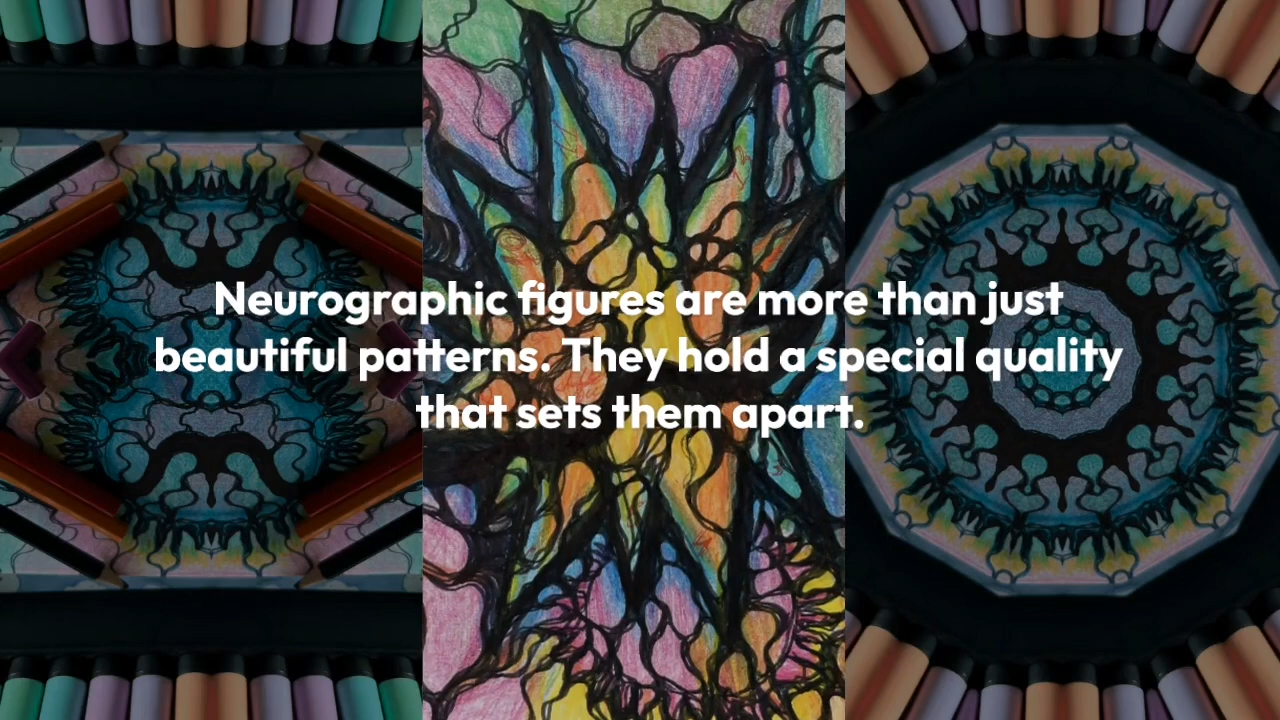 Neurographic figures are more than just
beautiful patterns. They hold a special quality
that sets them apart.